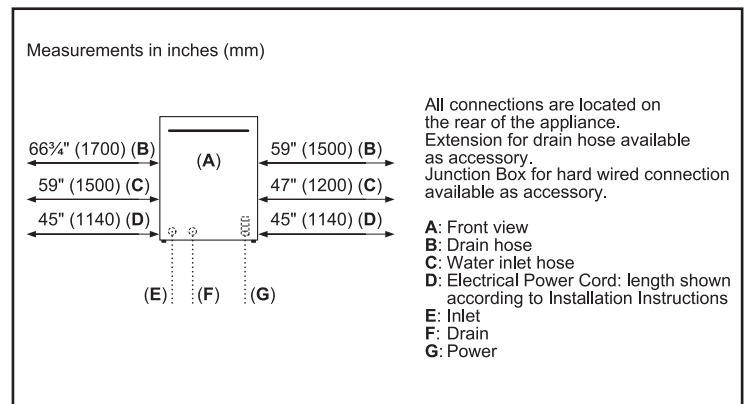 Measurements in inches (mm)
66¾" (1700) (B)
59" (1500) (C)
45" (1140) (D)
(A)
59" (1500) (B)
47" (1200) (C)
45" (1140) (D)
(E)
(F)
(G)
All connections are located on
the rear of the appliance.
Extension for drain hose available
as accessory.
Junction Box for hard wired connection
available as accessory.
A: Front view
B: Drain hose
C: Water inlet hose
D: Electrical Power Cord: length shown
according to Installation Instructions
E: Inlet
F: Drain
G: Power